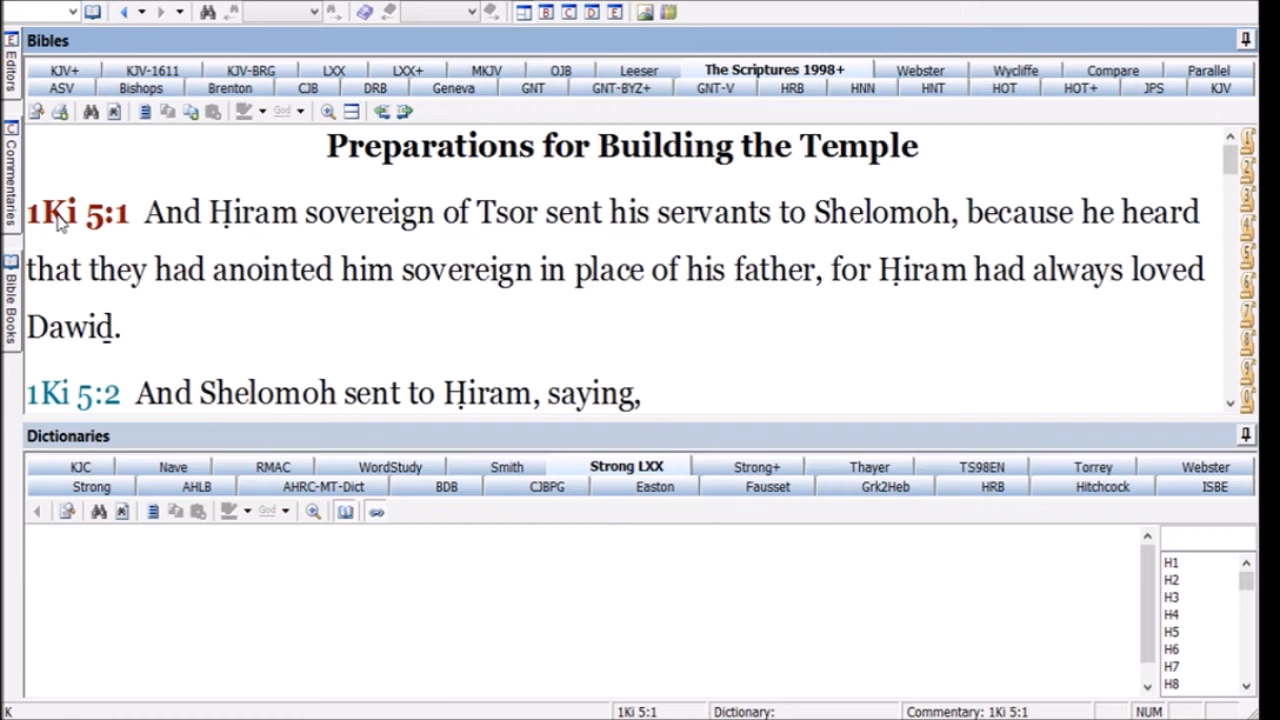 Bibles
KJV+ KJV-1611 KJV-BRG LXX LXX+ MKJV OJB Leeser The Scriptures 1998+ Webster Wycliffe Compare Parallel
ASV Bishops Brenton CJB DRB Geneva GNT GNT-BYZ+ GNT-V HRB HNN HNT HOT HOT+ JPS KJV
Preparations for Building the Temple
1Ki 5:1 And Ḥiram sovereign of Tsor sent his servants to Shelomoh, because he heard
that they had anointed him sovereign in place of his father, for Ḥiram had always loved
Dawiḏ.
1Ki 5:2 And Shelomoh sent to Ḥiram, saying,
Editors
Commentaries
Bible Books
Dictionaries
KJC Nave RMAC WordStudy Smith Strong LXX Strong+ Thayer TS98EN Torrey Webster
Strong AHLB AHRC-MT-Dict BDB CJBPG Easton Fausset Grk2Heb HRB Hitchcock ISBE
H1
H2
H3
H4
H5
H6
H7
H8
K 1Ki 5:1 Dictionary: Commentary: 1Ki 5:1 NUM